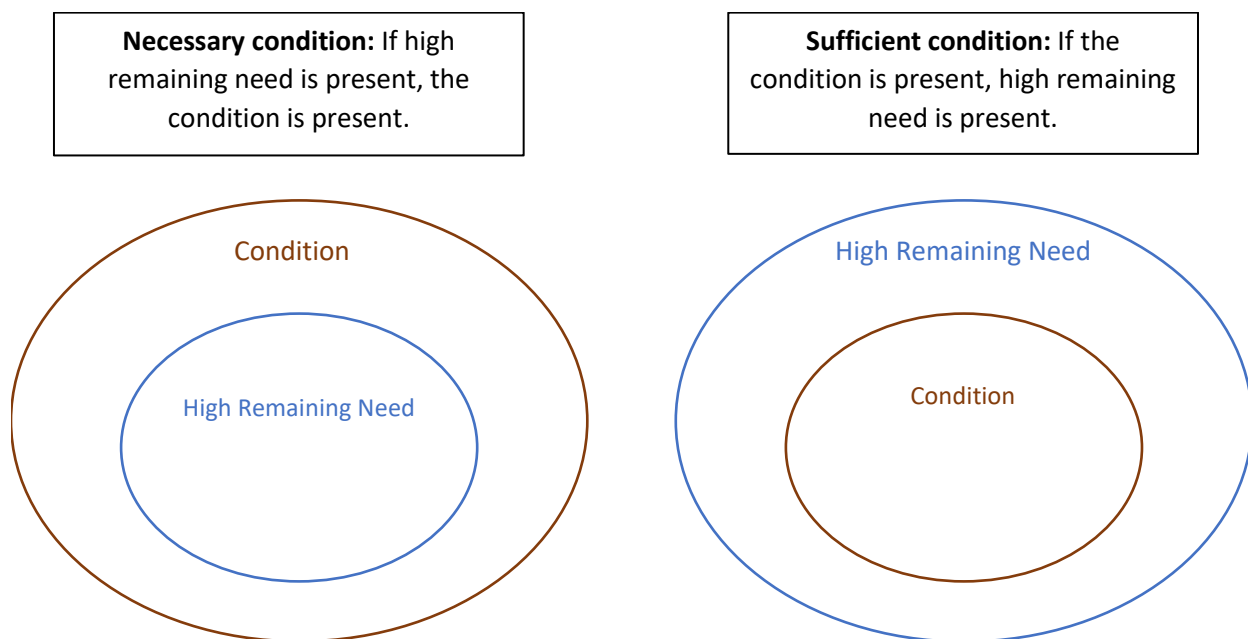 Necessary condition: If high
remaining need is present, the
condition is present.
Sufficient condition: If the
condition is present, high remaining
need is present.
Condition
High Remaining Need
High Remaining Need
Condition